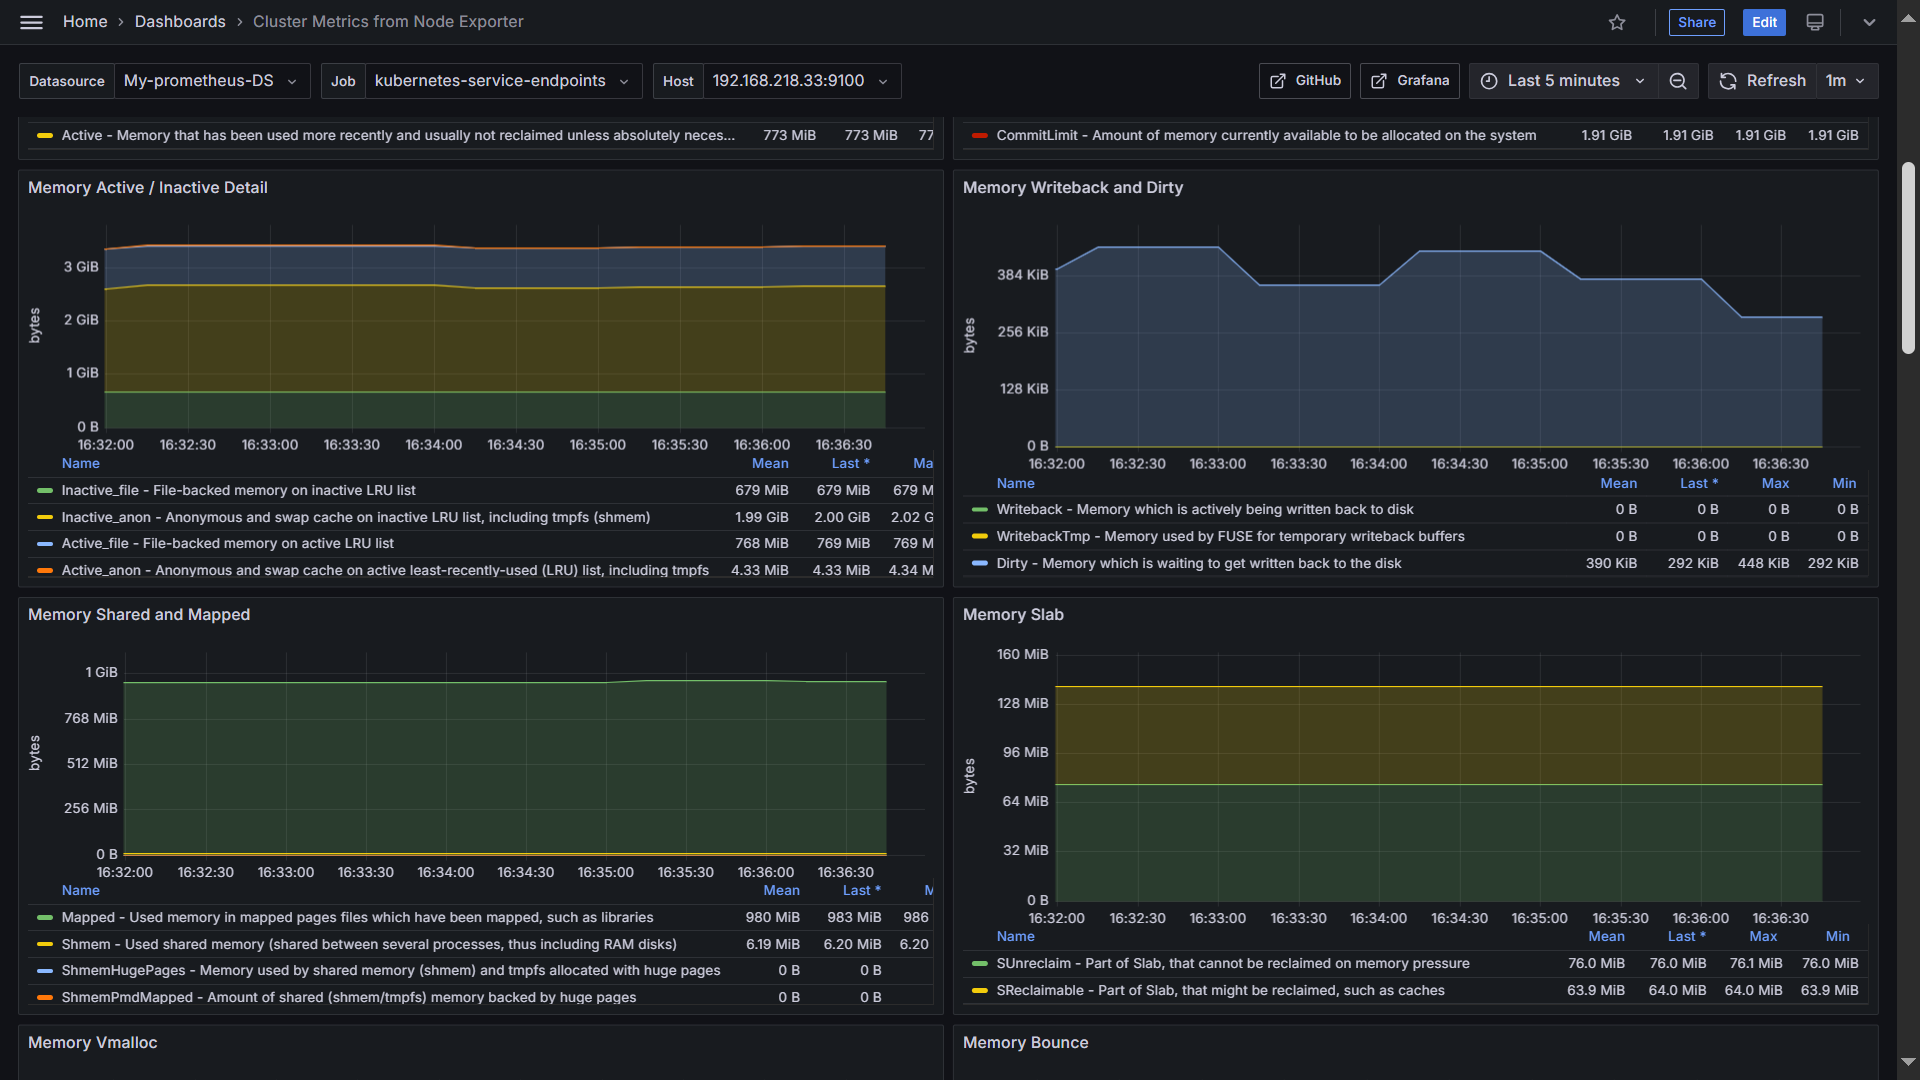 Home › Dashboards › Cluster Metrics from Node Exporter
Share
Edit
Datasource My-prometheus-DS
Job kubernetes-service-endpoints
Host 192.168.218.33:9100
GitHub
Grafana
Last 5 minutes
Refresh 1m
Active - Memory that has been used more recently and usually not reclaimed unless absolutely neces... 773 MiB 773 MiB 77
CommitLimit - Amount of memory currently available to be allocated on the system 1.91 GiB 1.91 GiB 1.91 GiB 1.91 GiB
Memory Active / Inactive Detail
bytes
3 GiB
2 GiB
1 GiB
0 B
16:32:00 16:32:30 16:33:00 16:33:30 16:34:00 16:34:30 16:35:00 16:35:30 16:36:00 16:36:30
Name Mean Last * Ma
Inactive_file - File-backed memory on inactive LRU list 679 MiB 679 MiB 679 M
Inactive_anon - Anonymous and swap cache on inactive LRU list, including tmpfs (shmem) 1.99 GiB 2.00 GiB 2.02 G
Active_file - File-backed memory on active LRU list 768 MiB 769 MiB 769 M
Active_anon - Anonymous and swap cache on active least-recently-used (LRU) list, including tmpfs 4.33 MiB 4.33 MiB 4.34 M
Memory Writeback and Dirty
bytes
384 KiB
256 KiB
128 KiB
0 B
16:32:00 16:32:30 16:33:00 16:33:30 16:34:00 16:34:30 16:35:00 16:35:30 16:36:00 16:36:30
Name Mean Last * Max Min
Writeback - Memory which is actively being written back to disk 0 B 0 B 0 B 0 B
WritebackTmp - Memory used by FUSE for temporary writeback buffers 0 B 0 B 0 B 0 B
Dirty - Memory which is waiting to get written back to the disk 390 KiB 292 KiB 448 KiB 292 KiB
Memory Shared and Mapped
bytes
1 GiB
768 MiB
512 MiB
256 MiB
0 B
16:32:00 16:32:30 16:33:00 16:33:30 16:34:00 16:34:30 16:35:00 16:35:30 16:36:00 16:36:30
Name Mean Last * M
Mapped - Used memory in mapped pages files which have been mapped, such as libraries 980 MiB 983 MiB 986
Shmem - Used shared memory (shared between several processes, thus including RAM disks) 6.19 MiB 6.20 MiB 6.20
ShmemHugePages - Memory used by shared memory (shmem) and tmpfs allocated with huge pages 0 B 0 B
ShmemPmdMapped - Amount of shared (shmem/tmpfs) memory backed by huge pages 0 B 0 B
Memory Slab
bytes
160 MiB
128 MiB
96 MiB
64 MiB
32 MiB
0 B
16:32:00 16:32:30 16:33:00 16:33:30 16:34:00 16:34:30 16:35:00 16:35:30 16:36:00 16:36:30
Name Mean Last * Max Min
SUnreclaim - Part of Slab, that cannot be reclaimed on memory pressure 76.0 MiB 76.0 MiB 76.1 MiB 76.0 MiB
SReclaimable - Part of Slab, that might be reclaimed, such as caches 63.9 MiB 64.0 MiB 64.0 MiB 63.9 MiB
Memory Vmalloc
Memory Bounce